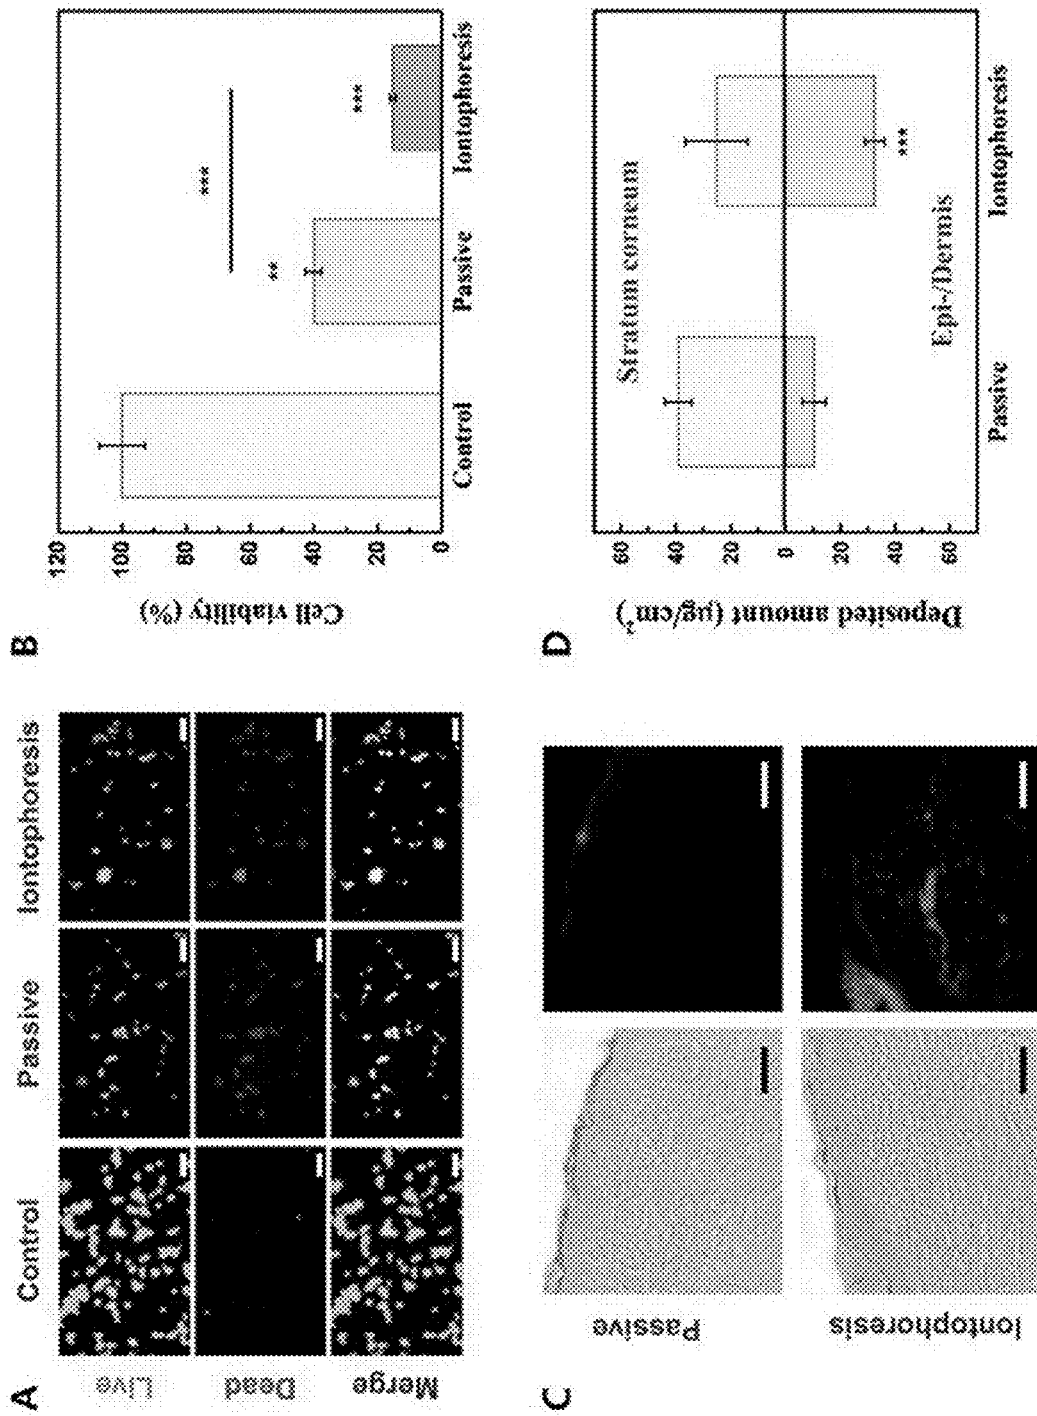 A
Control
Passive
Iontophoresis
Live
Dead
Merge
B
Cell viability (%)
120
100
80
60
40
20
0
**
***
***
Control
Passive
Iontophoresis
C
Passive
Iontophoresis
D
Deposited amount (μg/cm²)
60
40
20
0
20
40
60
Stratum corneum
Epi-/Dermis
***
Passive
Iontophoresis